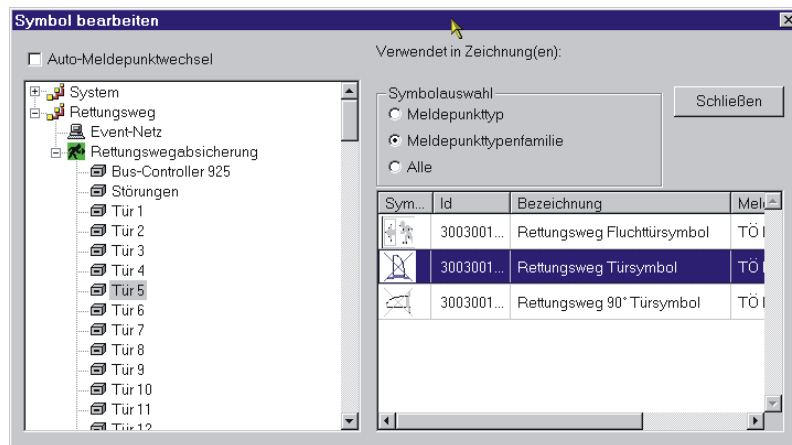 Symbol bearbeiten
Auto-Meldepunktwechsel
System
Rettungsweg
Event-Netz
Rettungswegabsicherung
Bus-Controller 925
Störungen
Tür 1
Tür 2
Tür 3
Tür 4
Tür 5
Tür 6
Tür 7
Tür 8
Tür 9
Tür 10
Tür 11
Tür 12
Verwendet in Zeichnung(en):
Symbolauswahl
Meldepunkttyp
Meldepunkttypenfamilie
Alle
Schließen
Sym... Id Bezeichnung
3003001... Rettungsweg Fluchttürsymbol TÖ
3003001... Rettungsweg Türsymbol TÖ
3003001... Rettungsweg 90° Türsymbol TÖ